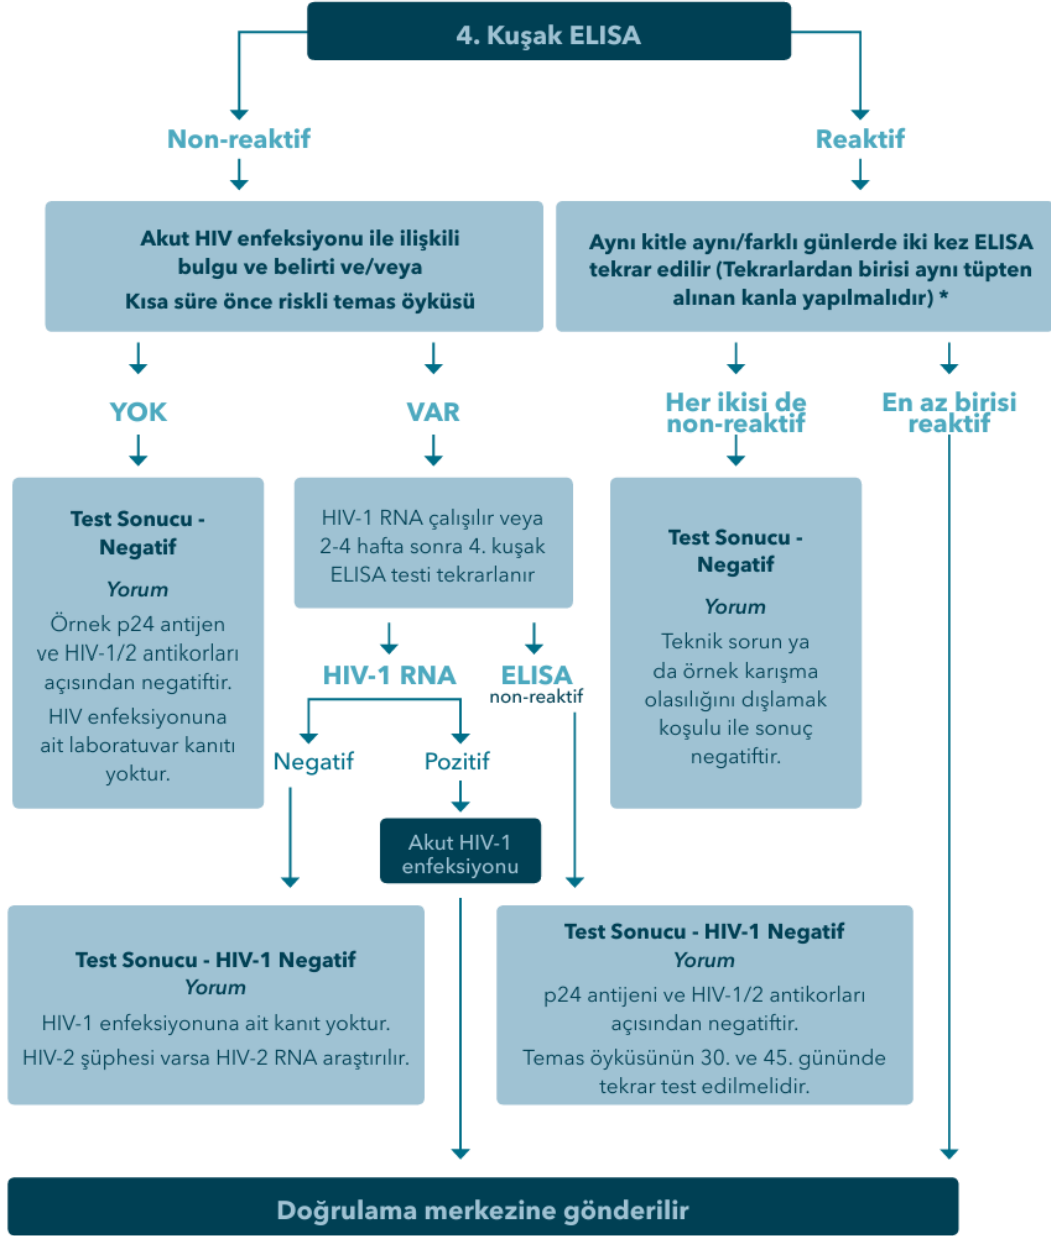 4. Kuşak ELISA
Non-reaktif
Reaktif
Akut HIV enfeksiyonu ile ilişkili
bulgu ve belirti ve/veya
Kısa süre önce riskli temas öyküsü
Aynı kitle aynı/farklı günlerde iki kez ELISA
tekrar edilir (Tekrarlardan birisi aynı tüpten
alınan kanla yapılmalıdır) *
YOK
VAR
Her ikisi de
non-reaktif
En az birisi
reaktif
Test Sonucu -
Negatif
Yorum
Örnek p24 antijen
ve HIV-1/2 antikorları
açısından negatiftir.
HIV enfeksiyonuna
ait laboratuvar kanıtı
yoktur.
HIV-1 RNA çalışılır veya
2-4 hafta sonra 4. kuşak
ELISA testi tekrarlanır
Test Sonucu -
Negatif
Yorum
Teknik sorun ya
da örnek karışma
olasılığını dışlamak
koşulu ile sonuç
negatiftir.
HIV-1 RNA
ELISA
non-reaktif
Negatif
Pozitif
Akut HIV-1
enfeksiyonu
Test Sonucu - HIV-1 Negatif
Yorum
HIV-1 enfeksiyonuna ait kanıt yoktur.
HIV-2 şüphesi varsa HIV-2 RNA araştırılır.
Test Sonucu - HIV-1 Negatif
Yorum
p24 antijeni ve HIV-1/2 antikorları
açısından negatiftir.
Temas öyküsünün 30. ve 45. gününde
tekrar test edilmelidir.
Doğrulama merkezine gönderilir